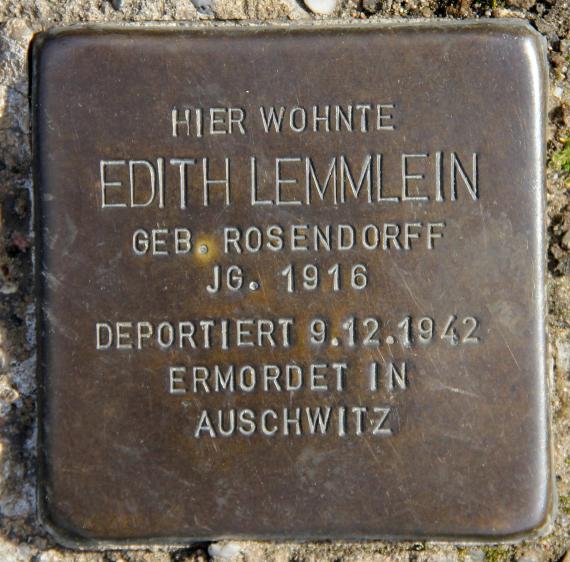 HIER WOHNTE
EDITH LEMMLEIN
GEB. ROSENDORFF
JG. 1916
DEPORTIERT 9.12.1942
ERMORDET IN
AUSCHWITZ